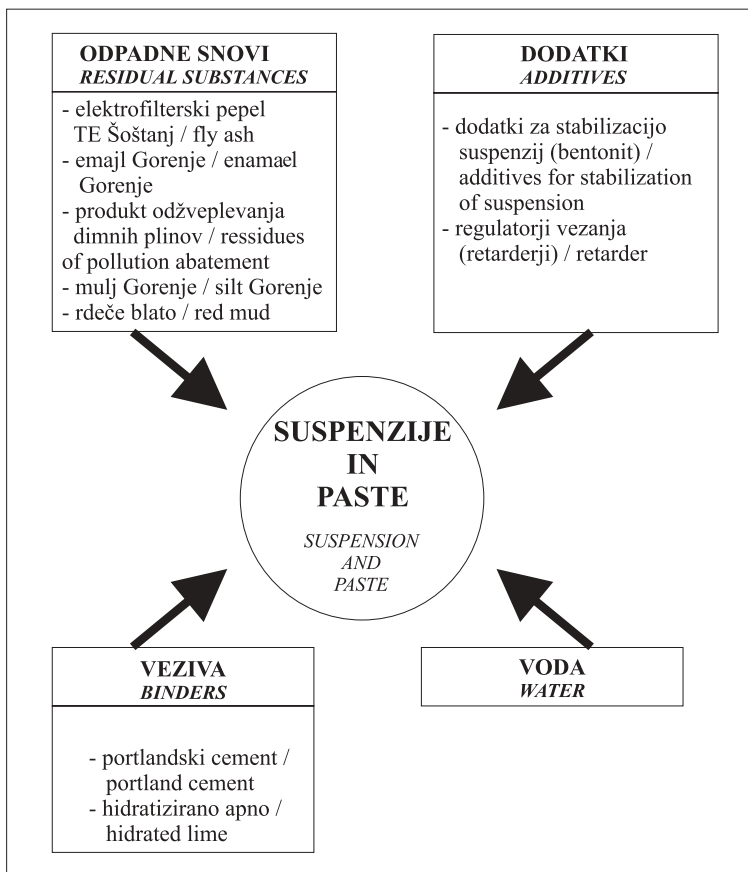 ODPADNE SNOVI
RESIDUAL SUBSTANCES
- elektrofilterski pepel
TE Šoštanj / fly ash
- emajl Gorenje / enamael
Gorenje
- produkt odžveplevanja
dimnih plinov / ressidues
of pollution abatement
- mulj Gorenje / silt Gorenje
- rdeče blato / red mud
DODATKI
ADDITIVES
- dodatki za stabilizacijo
suspenzij (bentonit) /
additives for stabilization
of suspension
- regulatorji vezanja
(retarderji) / retarder
SUSPENZIJE
IN
PASTE
SUSPENSION
AND
PASTE
VEZIVA
BINDERS
- portlandski cement /
portland cement
- hidratizirano apno /
hidrated lime
VODA
WATER